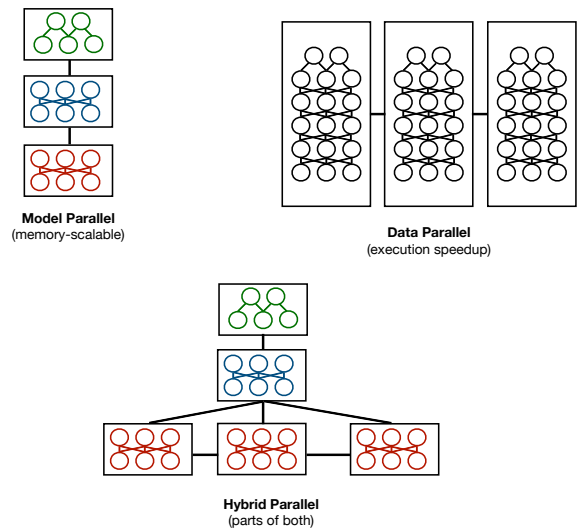 Model Parallel
(memory-scalable)
Data Parallel
(execution speedup)
Hybrid Parallel
(parts of both)